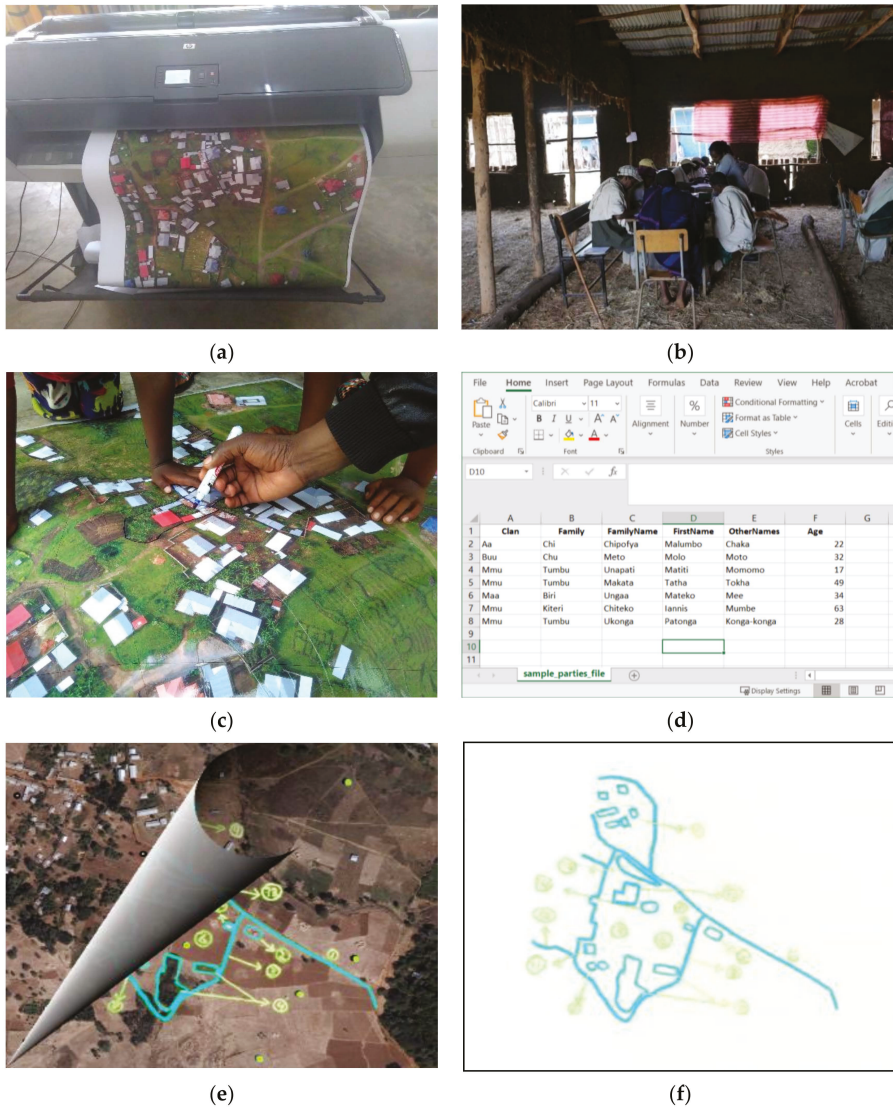 hp
(a)
(b)
File Home Insert Page Layout Formulas Data Review View Help Acrobat
Paste
Calibri 11
B I U
Conditional Formatting
Format as Table
Cell Styles
Alignment
Number
Cells
Clipboard
Font
Styles
D10
fx
A B C D E F G
1 Clan Family FamilyName FirstName OtherNames Age
2 Aa Chi Chipofya Malumbo Chaka 22
3 Buu Chu Meto Molo Moto 32
4 Mmu Tumbu Unapati Matiti Momomo 17
5 Mmu Tumbu Makata Tatha Tokha 49
6 Maa Biri Ungaa Mateko Mee 34
7 Mmu Kiteri Chiteko Iannis Mumbe 63
8 Mmu Tumbu Ukonga Patonga Konga-konga 28
9
10
11
sample_parties_file
Display Settings
(c)
(d)
(e)
(f)